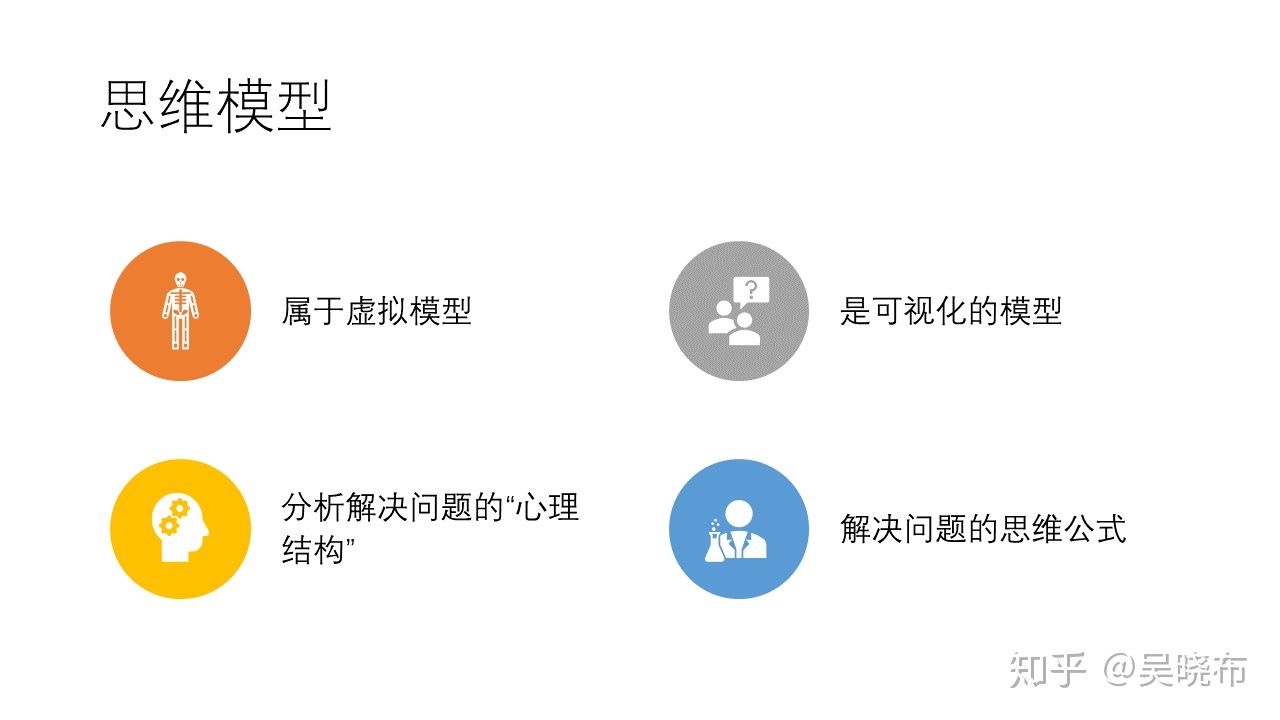 思维模型
属于虚拟模型
是可视化的模型
分析解决问题的“心理
结构”
解决问题的思维公式
?
知乎 @吴晓布